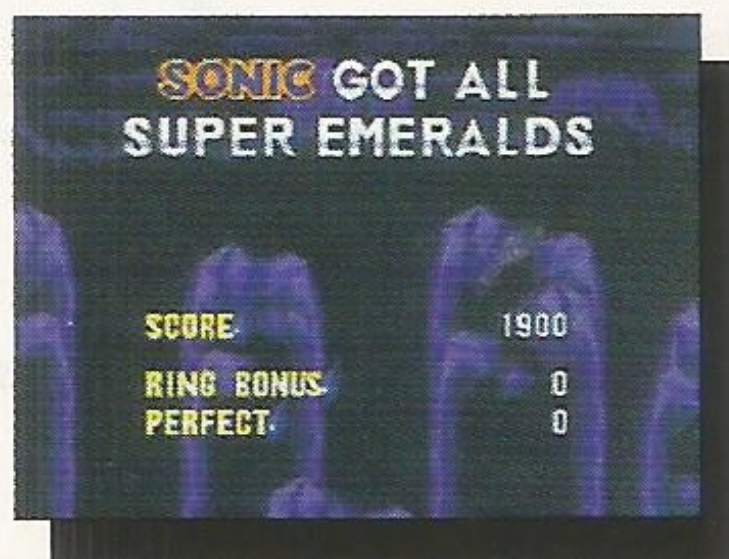 SONIC GOT ALL
SUPER EMERALDS
SCORE 1900
RING BONUS 0
PERFECT 0